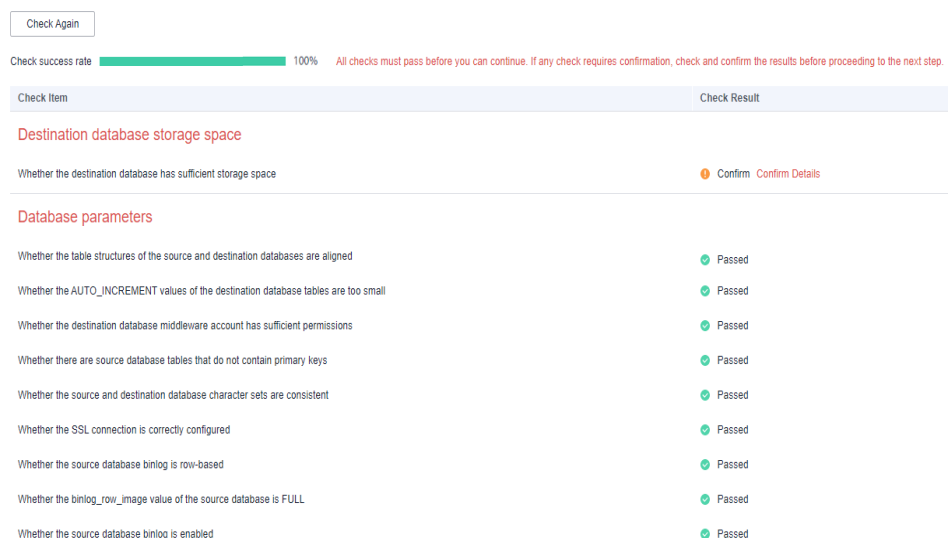 Check Again
Check success rate 100% All checks must pass before you can continue. If any check requires confirmation, check and confirm the results before proceeding to the next step.
Check Item Check Result
Destination database storage space
Whether the destination database has sufficient storage space Confirm Confirm Details
Database parameters
Whether the table structures of the source and destination databases are aligned Passed
Whether the AUTO_INCREMENT values of the destination database tables are too small Passed
Whether the destination database middleware account has sufficient permissions Passed
Whether there are source database tables that do not contain primary keys Passed
Whether the source and destination database character sets are consistent Passed
Whether the SSL connection is correctly configured Passed
Whether the source database binlog is row-based Passed
Whether the binlog_row_image value of the source database is FULL Passed
Whether the source database binlog is enabled Passed